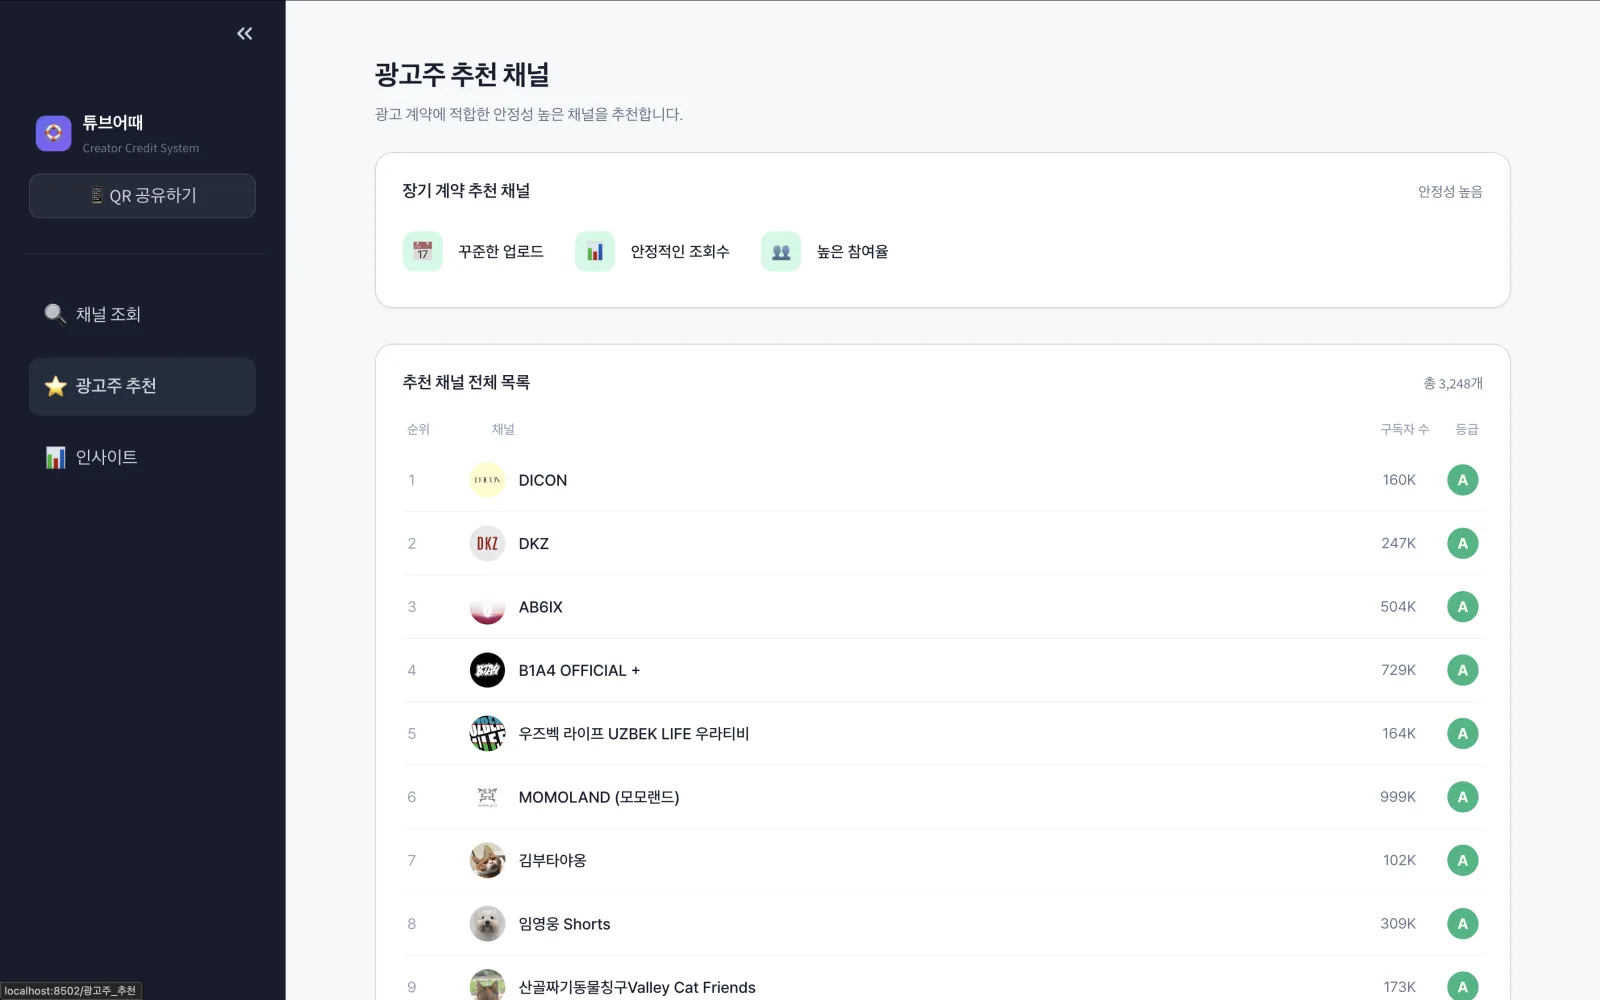 튜브어때
Creator Credit System
QR 공유하기
채널 조회
광고주 추천
인사이트
localhost:8502/광고주_추천
광고주 추천 채널
광고 계약에 적합한 안정성 높은 채널을 추천합니다.
장기 계약 추천 채널
안정성 높음
17
꾸준한 업로드
안정적인 조회수
높은 참여율
추천 채널 전체 목록
총 3,248개
순위 채널 구독자 수 등급
1 DICON DICON 160K A
2 DKZ DKZ 247K A
3 AB6IX 504K A
4 B1A4 B1A4 OFFICIAL + 729K A
5 우즈벡 라이프 UZBEK LIFE 우라티비 164K A
6 MOMOLAND (모모랜드) 999K A
7 김부타야옹 102K A
8 임영웅 Shorts 309K A
9 산골짜기동물칭구Valley Cat Friends 173K A